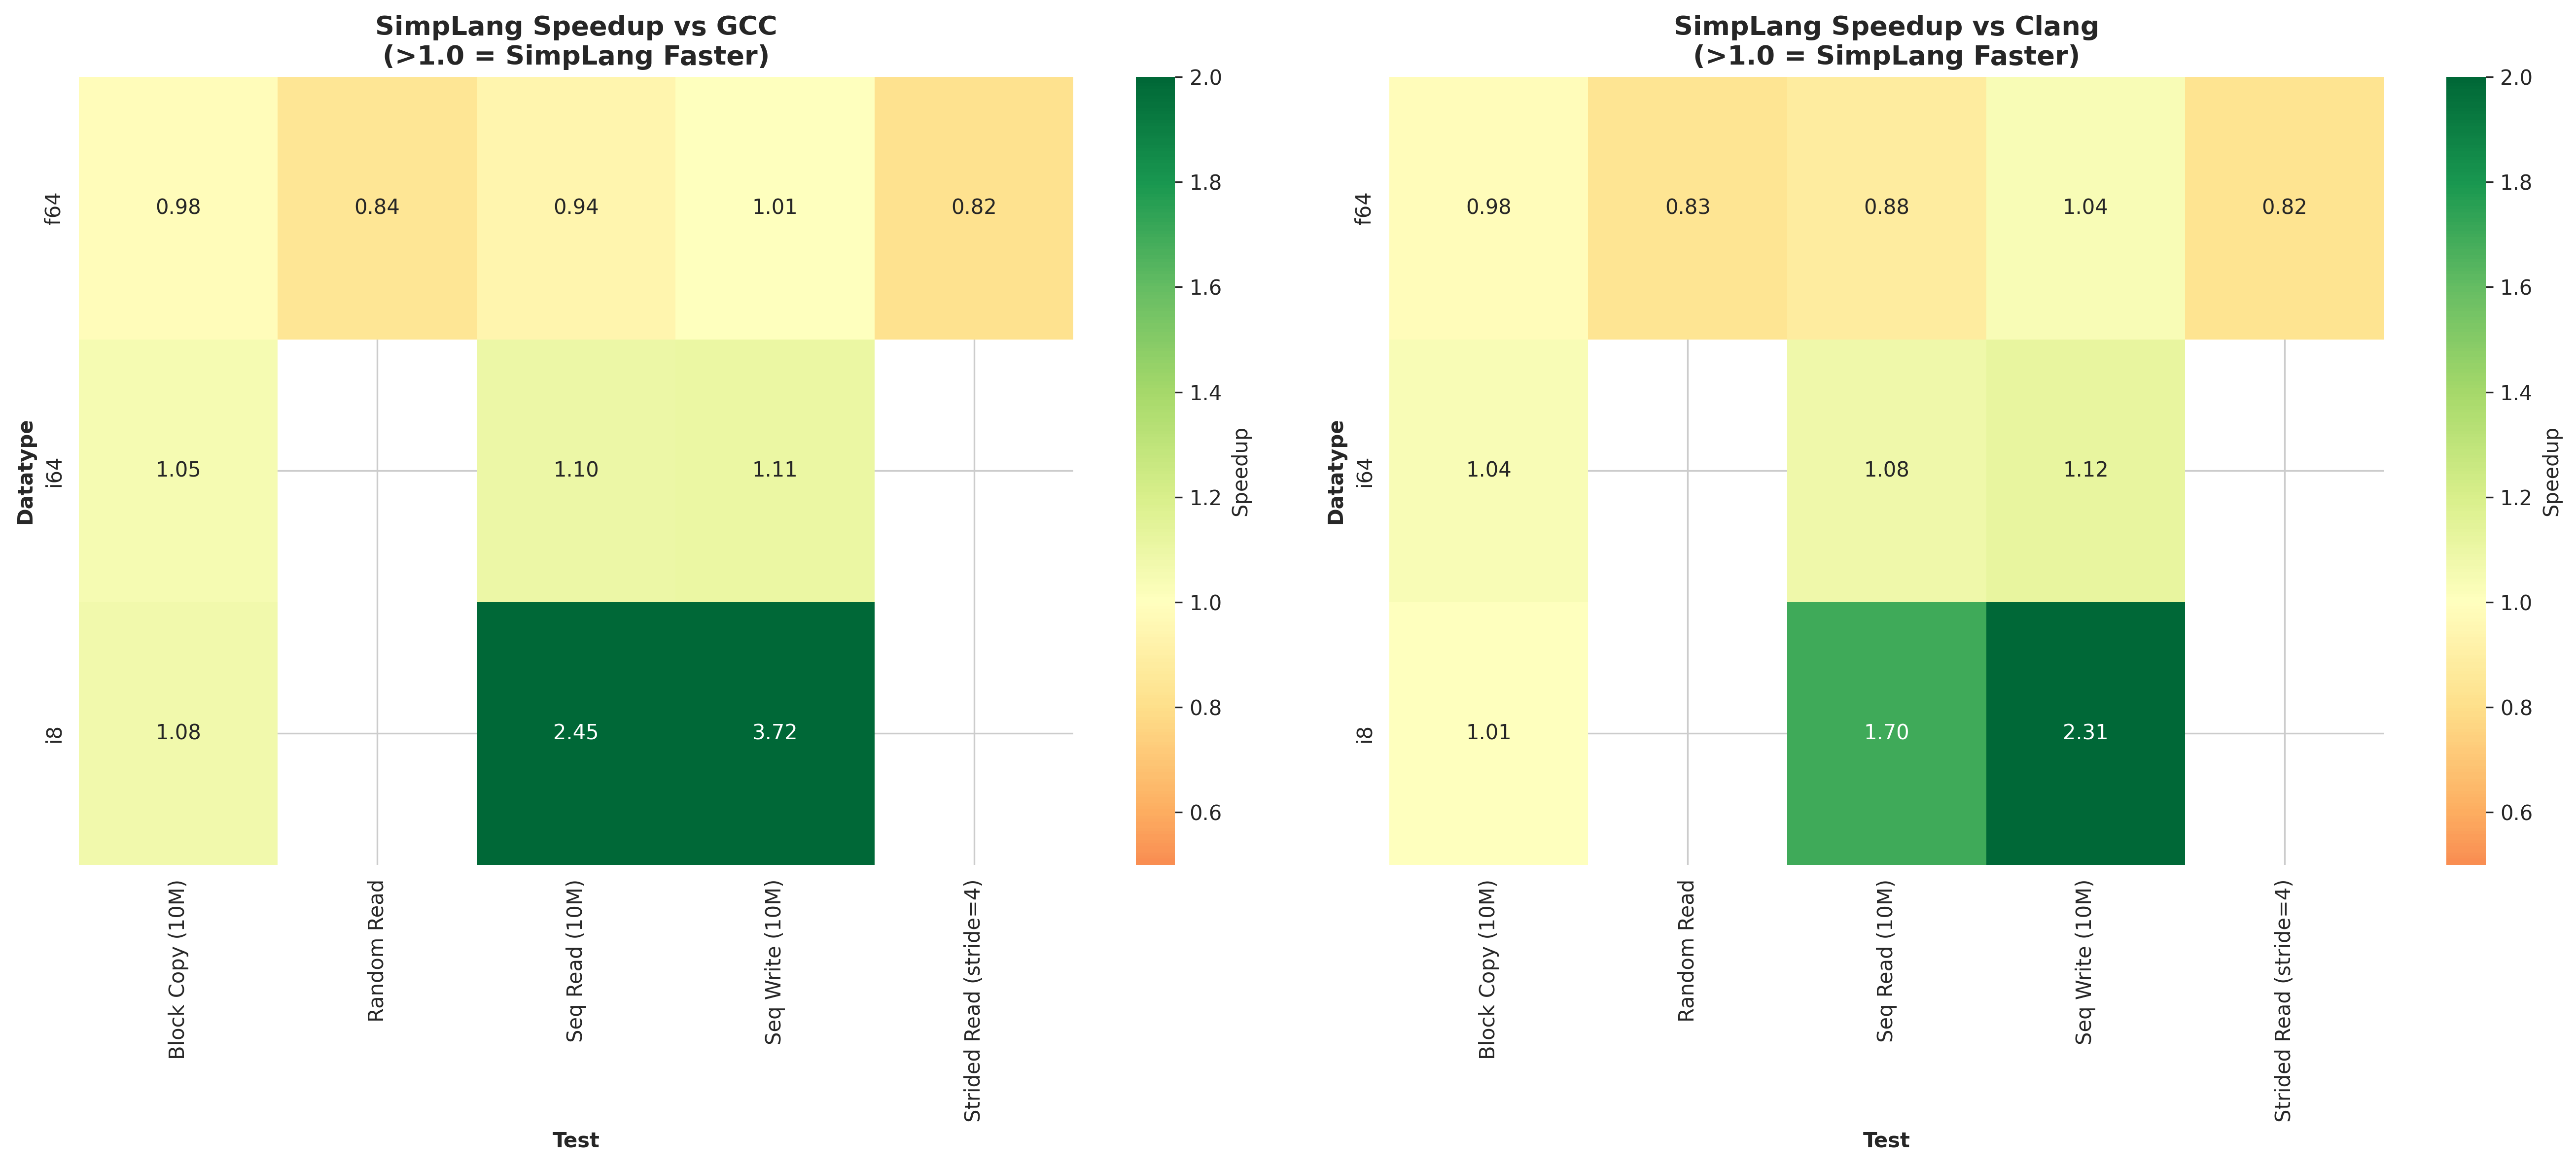 SimpLang Speedup vs GCC
(>1.0 = SimpLang Faster)
Datatype
f64
0.98 0.84 0.94 1.01 0.82
i64
1.05 1.10 1.11
i8
1.08 2.45 3.72
Block Copy (10M)
Random Read
Seq Read (10M)
Seq Write (10M)
Strided Read (stride=4)
Test
2.0
1.8
1.6
1.4
1.2
1.0
0.8
0.6
Speedup
SimpLang Speedup vs Clang
(>1.0 = SimpLang Faster)
Datatype
f64
0.98 0.83 0.88 1.04 0.82
i64
1.04 1.08 1.12
i8
1.01 1.70 2.31
Block Copy (10M)
Random Read
Seq Read (10M)
Seq Write (10M)
Strided Read (stride=4)
Test
2.0
1.8
1.6
1.4
1.2
1.0
0.8
0.6
Speedup